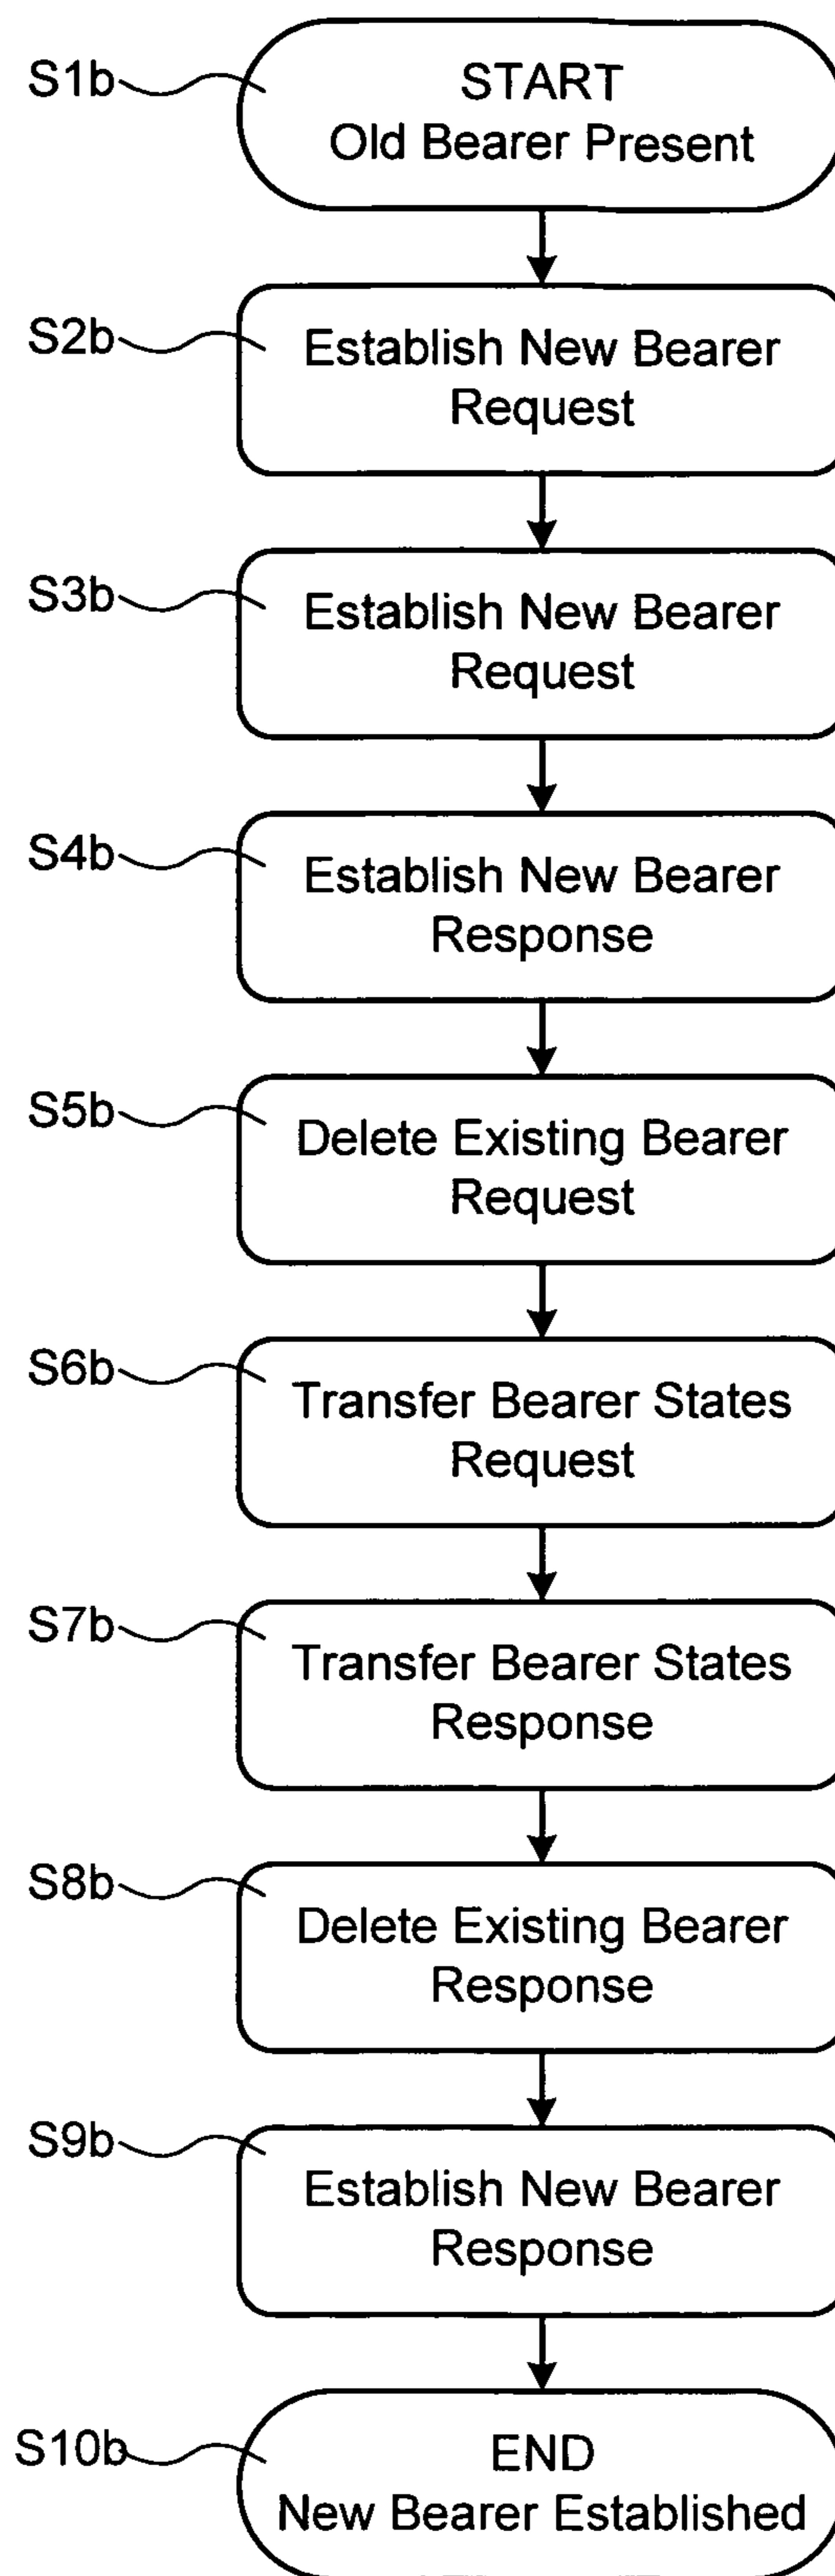 S1b
START
Old Bearer Present
S2b
Establish New Bearer
Request
S3b
Establish New Bearer
Request
S4b
Establish New Bearer
Response
S5b
Delete Existing Bearer
Request
S6b
Transfer Bearer States
Request
S7b
Transfer Bearer States
Response
S8b
Delete Existing Bearer
Response
S9b
Establish New Bearer
Response
S10b
END
New Bearer Established